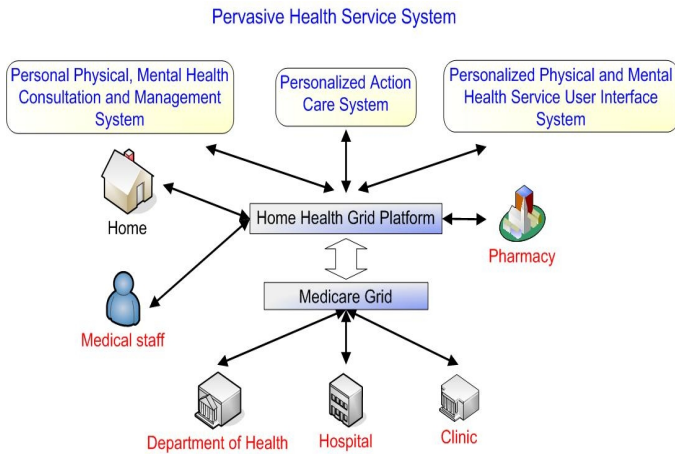 Pervasive Health Service System
Personal Physical, Mental Health
Consultation and Management
System
Personalized Action
Care System
Personalized Physical and Mental
Health Service User Interface
System
Home
Home Health Grid Platform
Pharmacy
Medical staff
Medicare Grid
Department of Health
Hospital
Clinic